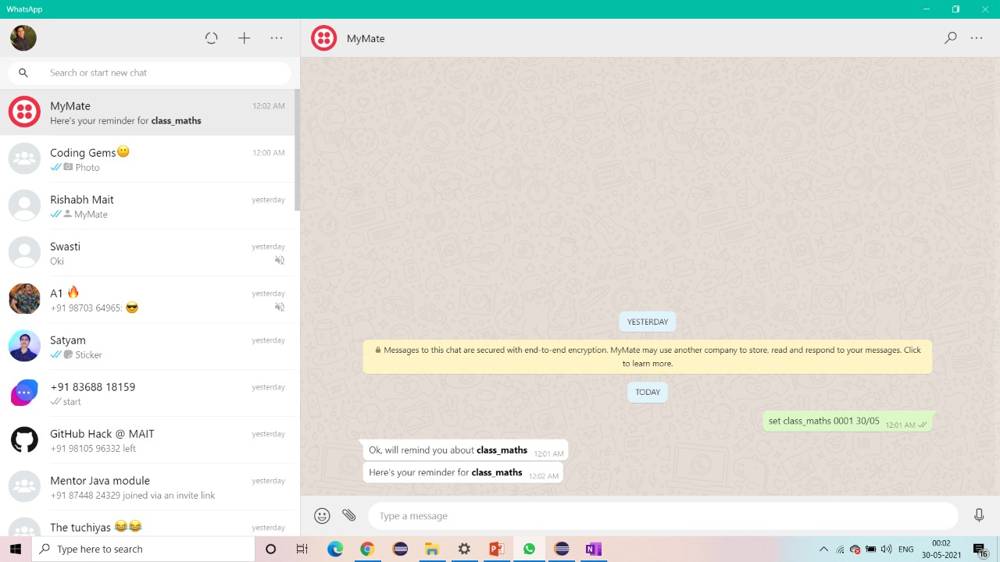 WhatsApp
Search or start new chat
MyMate
12:02 AM
Here's your reminder for class_maths
Coding Gems🙂
12:00 AM
Photo
Rishabh Mait
yesterday
MyMate
Swasti
yesterday
Oki
A1 🔥
yesterday
+91 98703 64965: 😎
Satyam
yesterday
Sticker
+91 83688 18159
yesterday
start
GitHub Hack @ MAIT
yesterday
+91 98105 96332 left
Mentor Java module
yesterday
+91 87448 24329 joined via an invite link
The tuchiyas 😂😂
yesterday
MyMate
YESTERDAY
Messages to this chat are secured with end-to-end encryption. MyMate may use another company to store, read and respond to your messages. Click
to learn more.
TODAY
set class_maths 0001 30/05 12:01 AM
Ok, will remind you about class_maths 12:01 AM
Here's your reminder for class_maths 12:02 AM
Type a message
Type here to search
ENG
00:02
30-05-2021
16